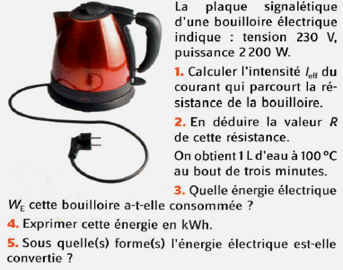 La plaque signalétique
d'une bouilloire électrique
indique : tension 230 V,
puissance 2 200 W.
1. Calculer l'intensité Ieff du
courant qui parcourt la ré-
sistance de la bouilloire.
2. En déduire la valeur R
de cette résistance.
On obtient 1 L d'eau à 100 °C
au bout de trois minutes.
3. Quelle énergie électrique
WE cette bouilloire a-t-elle consommée ?
4. Exprimer cette énergie en kWh.
5. Sous quelle(s) forme(s) l'énergie électrique est-elle
convertie ?